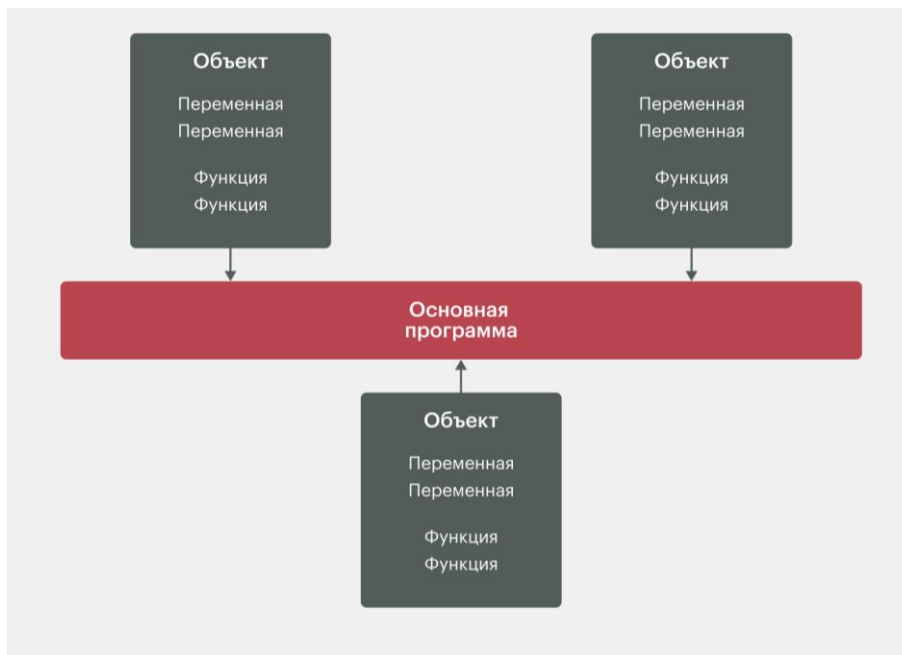 Объект
Переменная
Переменная
Функция
Функция
Объект
Переменная
Переменная
Функция
Функция
Основная
программа
Объект
Переменная
Переменная
Функция
Функция